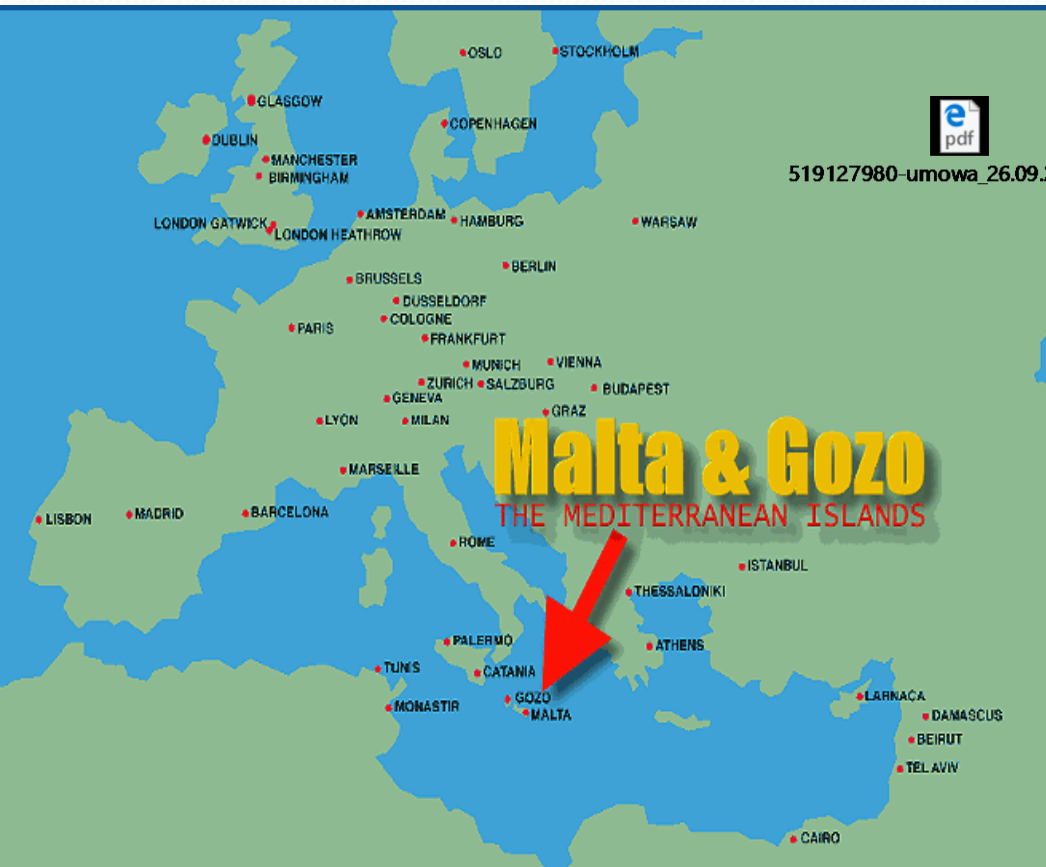 OSLO
STOCKHOLM
GLASGOW
COPENHAGEN
e
pdf
DUBLIN
MANCHESTER
BIRMINGHAM
519127980-umowa_26.09.
AMSTERDAM
HAMBURG
WARSAW
LONDON GATWICK
LONDON HEATHROW
BERLIN
BRUSSELS
DUSSELDORF
COLOGNE
PARIS
FRANKFURT
MUNICH
VIENNA
ZURICH
SALZBURG
BUDAPEST
GENEVA
GRAZ
LYON
MILAN
Malta & Gozo
MARSEILLE
THE MEDITERRANEAN ISLANDS
LISBON
MADRID
BARCELONA
ROME
ISTANBUL
THESSALONIKI
PALERMO
ATHENS
TUNIS
CATANIA
GOZO
LARNACA
MONASTIR
MALTA
DAMASCUS
BEIRUT
TEL AVIV
CAIRO